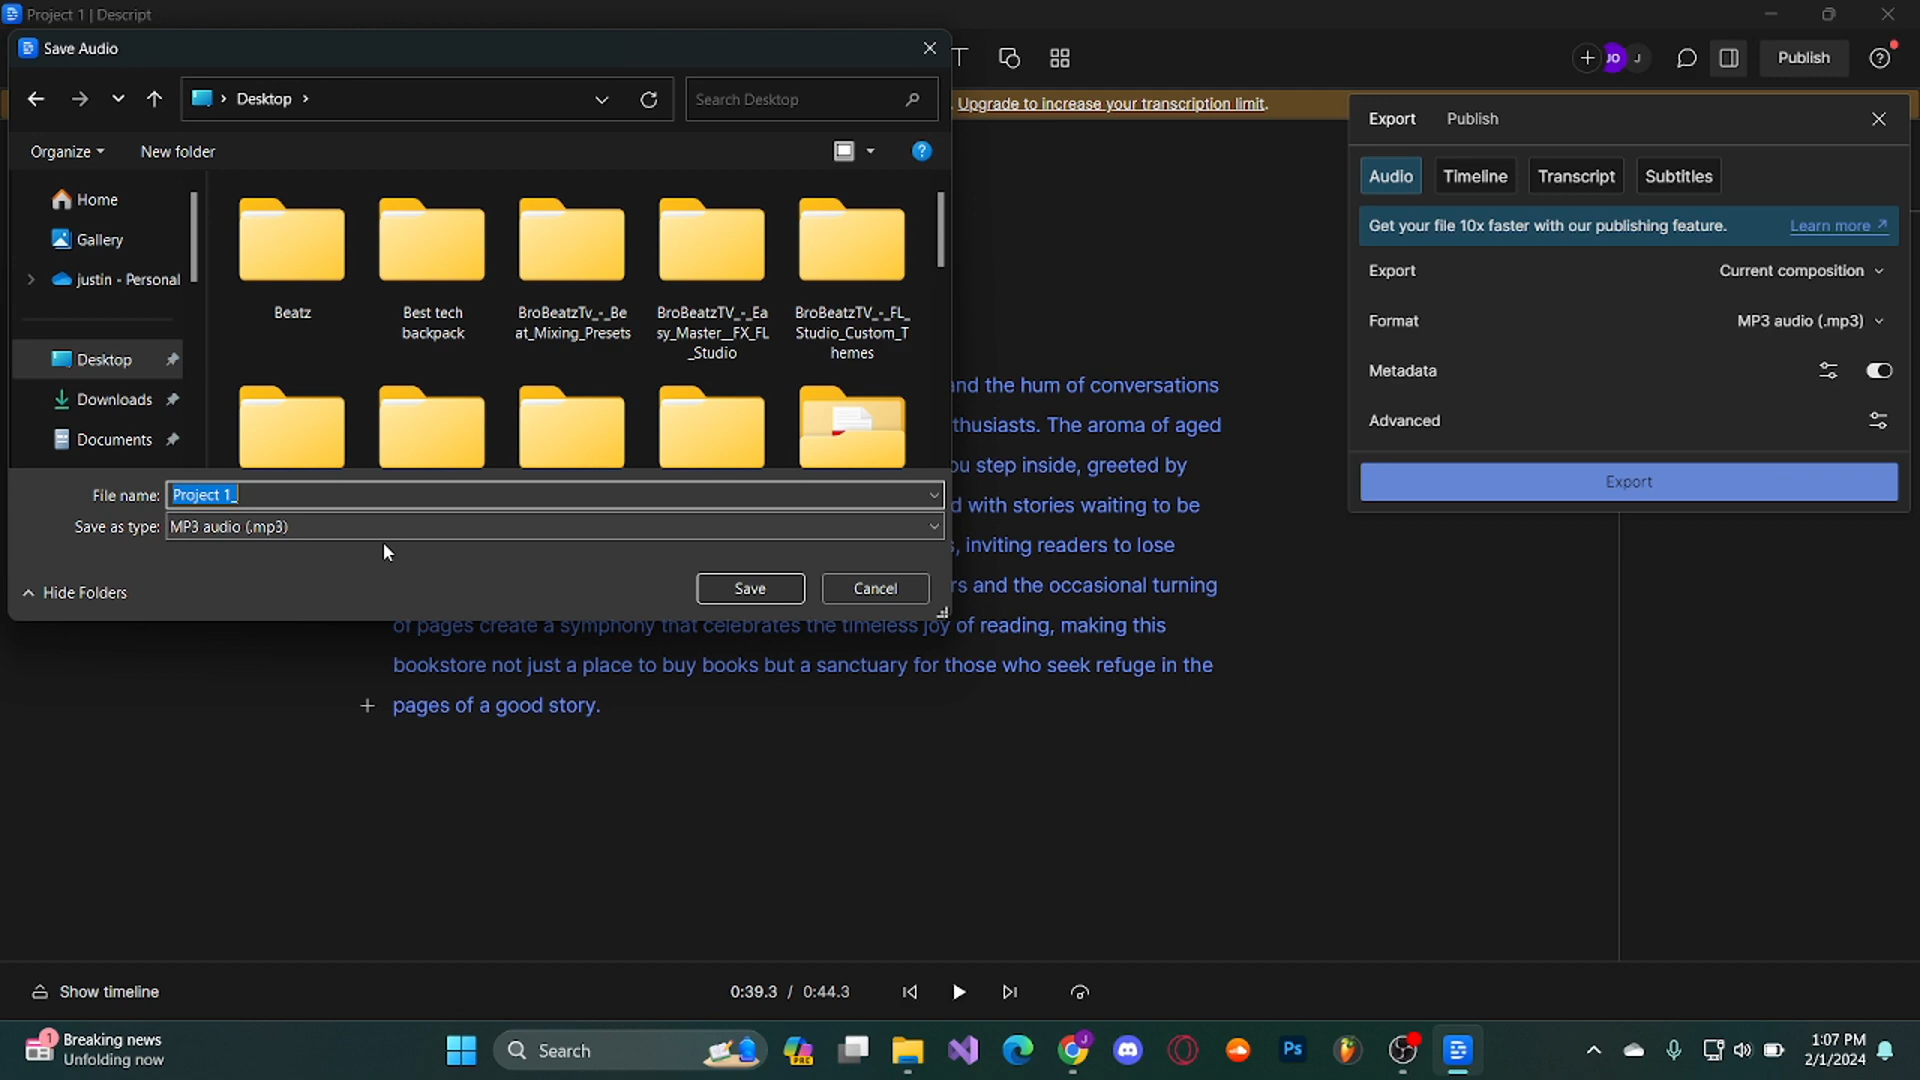 Project 1 | Descript
Save Audio
JO
J
Publish
Desktop
Search Desktop
. Upgrade to increase your transcription limit.
Export
Publish
Organize
New folder
Audio
Timeline
Transcript
Subtitles
Get your file 10x faster with our publishing feature.
Learn more
Home
Gallery
justin - Personal
Desktop
Downloads
Documents
Beatz
Best tech
backpack
BroBeatzTv_-_Be
at_Mixing_Presets
BroBeatzTV_-_Ea
sy_Master__FX_FL
_Studio
BroBeatzTV_-_FL_
Studio_Custom_T
hemes
Export
Current composition
Format
MP3 audio (.mp3)
Metadata
Advanced
Export
and the hum of conversations
thusiasts. The aroma of aged
ou step inside, greeted by
d with stories waiting to be
s, inviting readers to lose
rs and the occasional turning
of pages create a symphony that celebrates the timeless joy of reading, making this
bookstore not just a place to buy books but a sanctuary for those who seek refuge in the
pages of a good story.
File name: Project 1_
Save as type: MP3 audio (.mp3)
Hide Folders
Save
Cancel
Show timeline
0:39.3 / 0:44.3
1
Breaking news
Unfolding now
Search
PRE
J
Ps
1:07 PM
2/1/2024